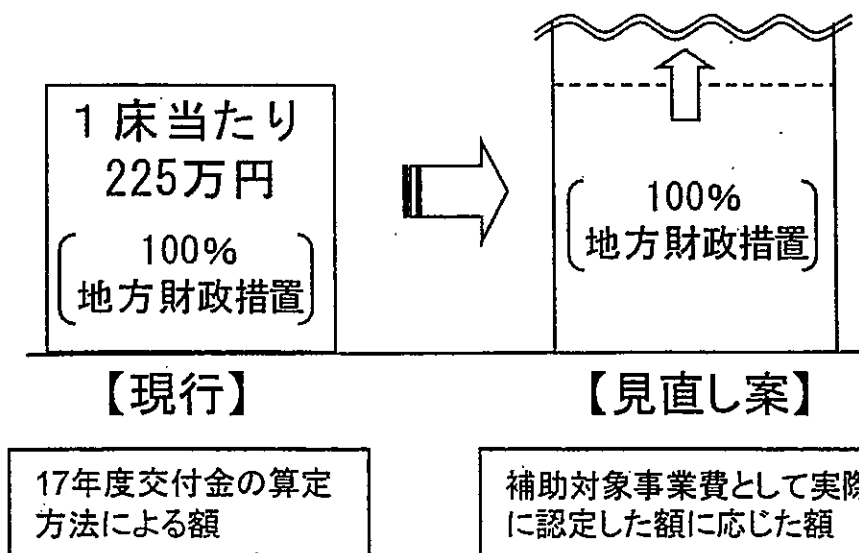 1床当たり
225万円
100%
地方財政措置
100%
地方財政措置
【現行】
【見直し案】
17年度交付金の算定
方法による額
補助対象事業費として実際
に認定した額に応じた額